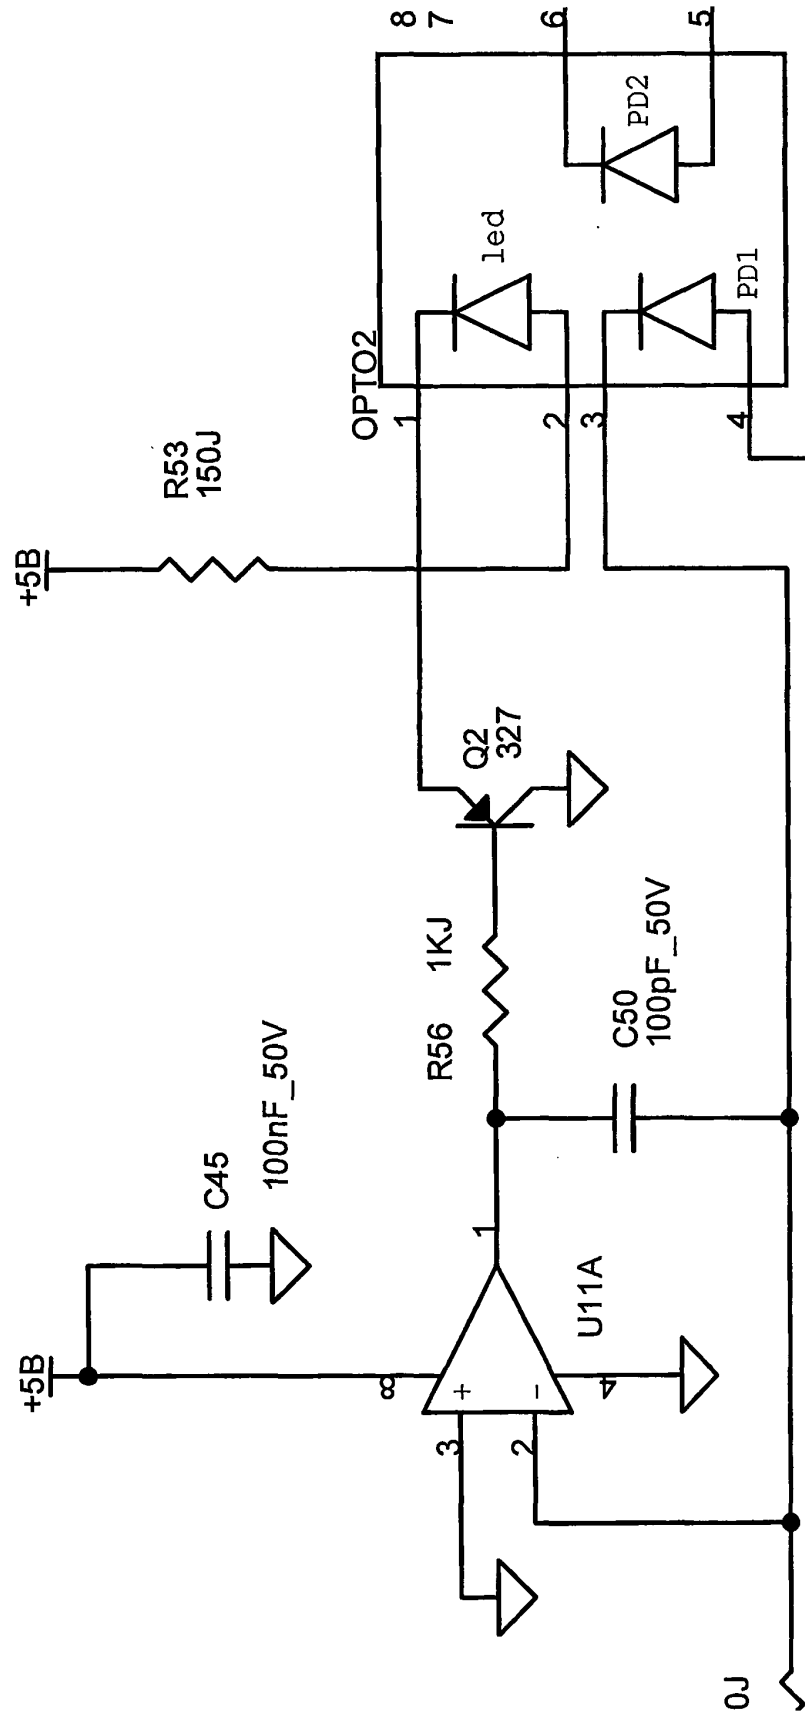 8
7
6
5
PD2
led
PD1
OPTO2
1
2
3
4
R53
150J
+5B
Q2
327
1KJ
R56
C50
100pF_50V
C45
100nF_50V
+5B
8
1
U11A
+
-
3
2
4
0J